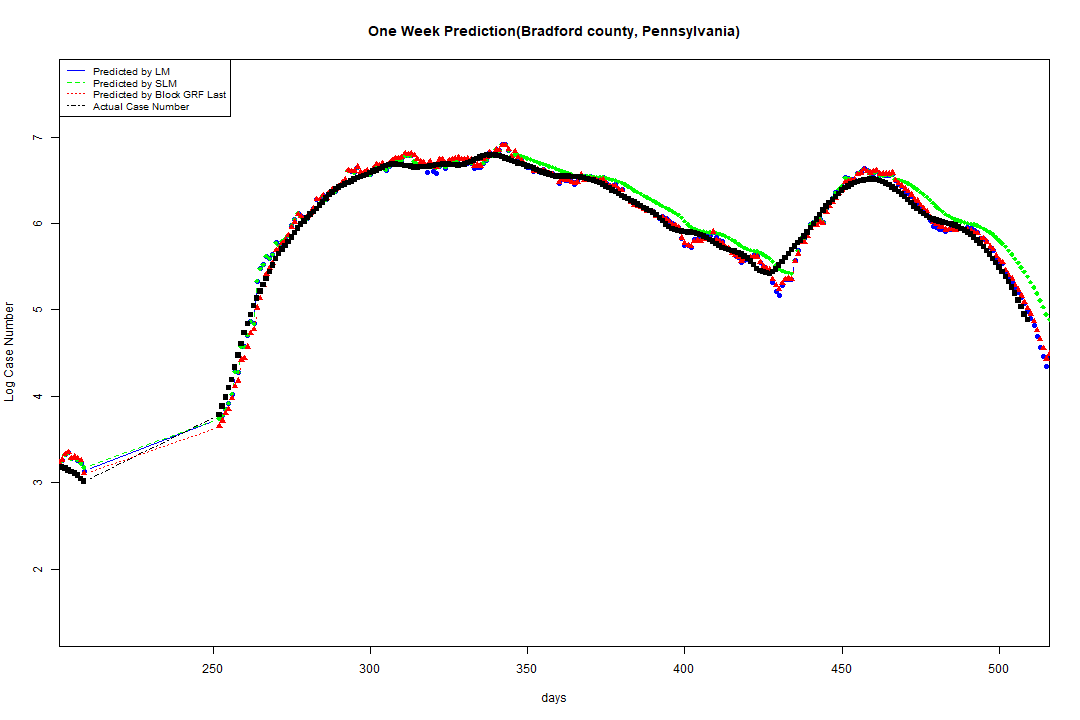 One Week Prediction(Bradford county, Pennsylvania)
Predicted by LM
Predicted by SLM
Predicted by Block GRF Last
Actual Case Number
7
6
5
4
3
2
Log Case Number
250 300 350 400 450 500
days